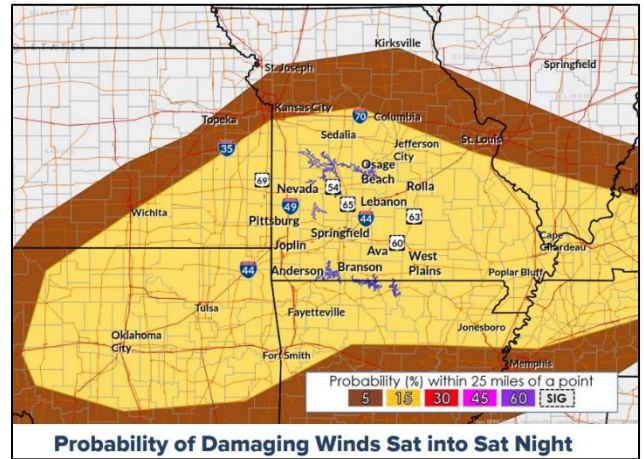 Kirksville
D STATES
St. Joseph
Springfield
ILLINOIS
Kansas City
70
Columbia
Topeka
Sedalia
35
Jefferson
City
St. Louis
Osage
Beach
69
Nevada
54
Rolla
49
65
Lebanon
Wichita
Pittsburg
44
63
Springfield
60
Cape
Girardeau
Joplin
Ava
West
Plains
44
Anderson
Branson
Poplar Bluff
Tulsa
Fayetteville
Jonesboro
Oklahoma
City
Fort Smith
Memphis
Probability (%) within 25 miles of a point
5 15 30 45 60 SIG
Probability of Damaging Winds Sat into Sat Night